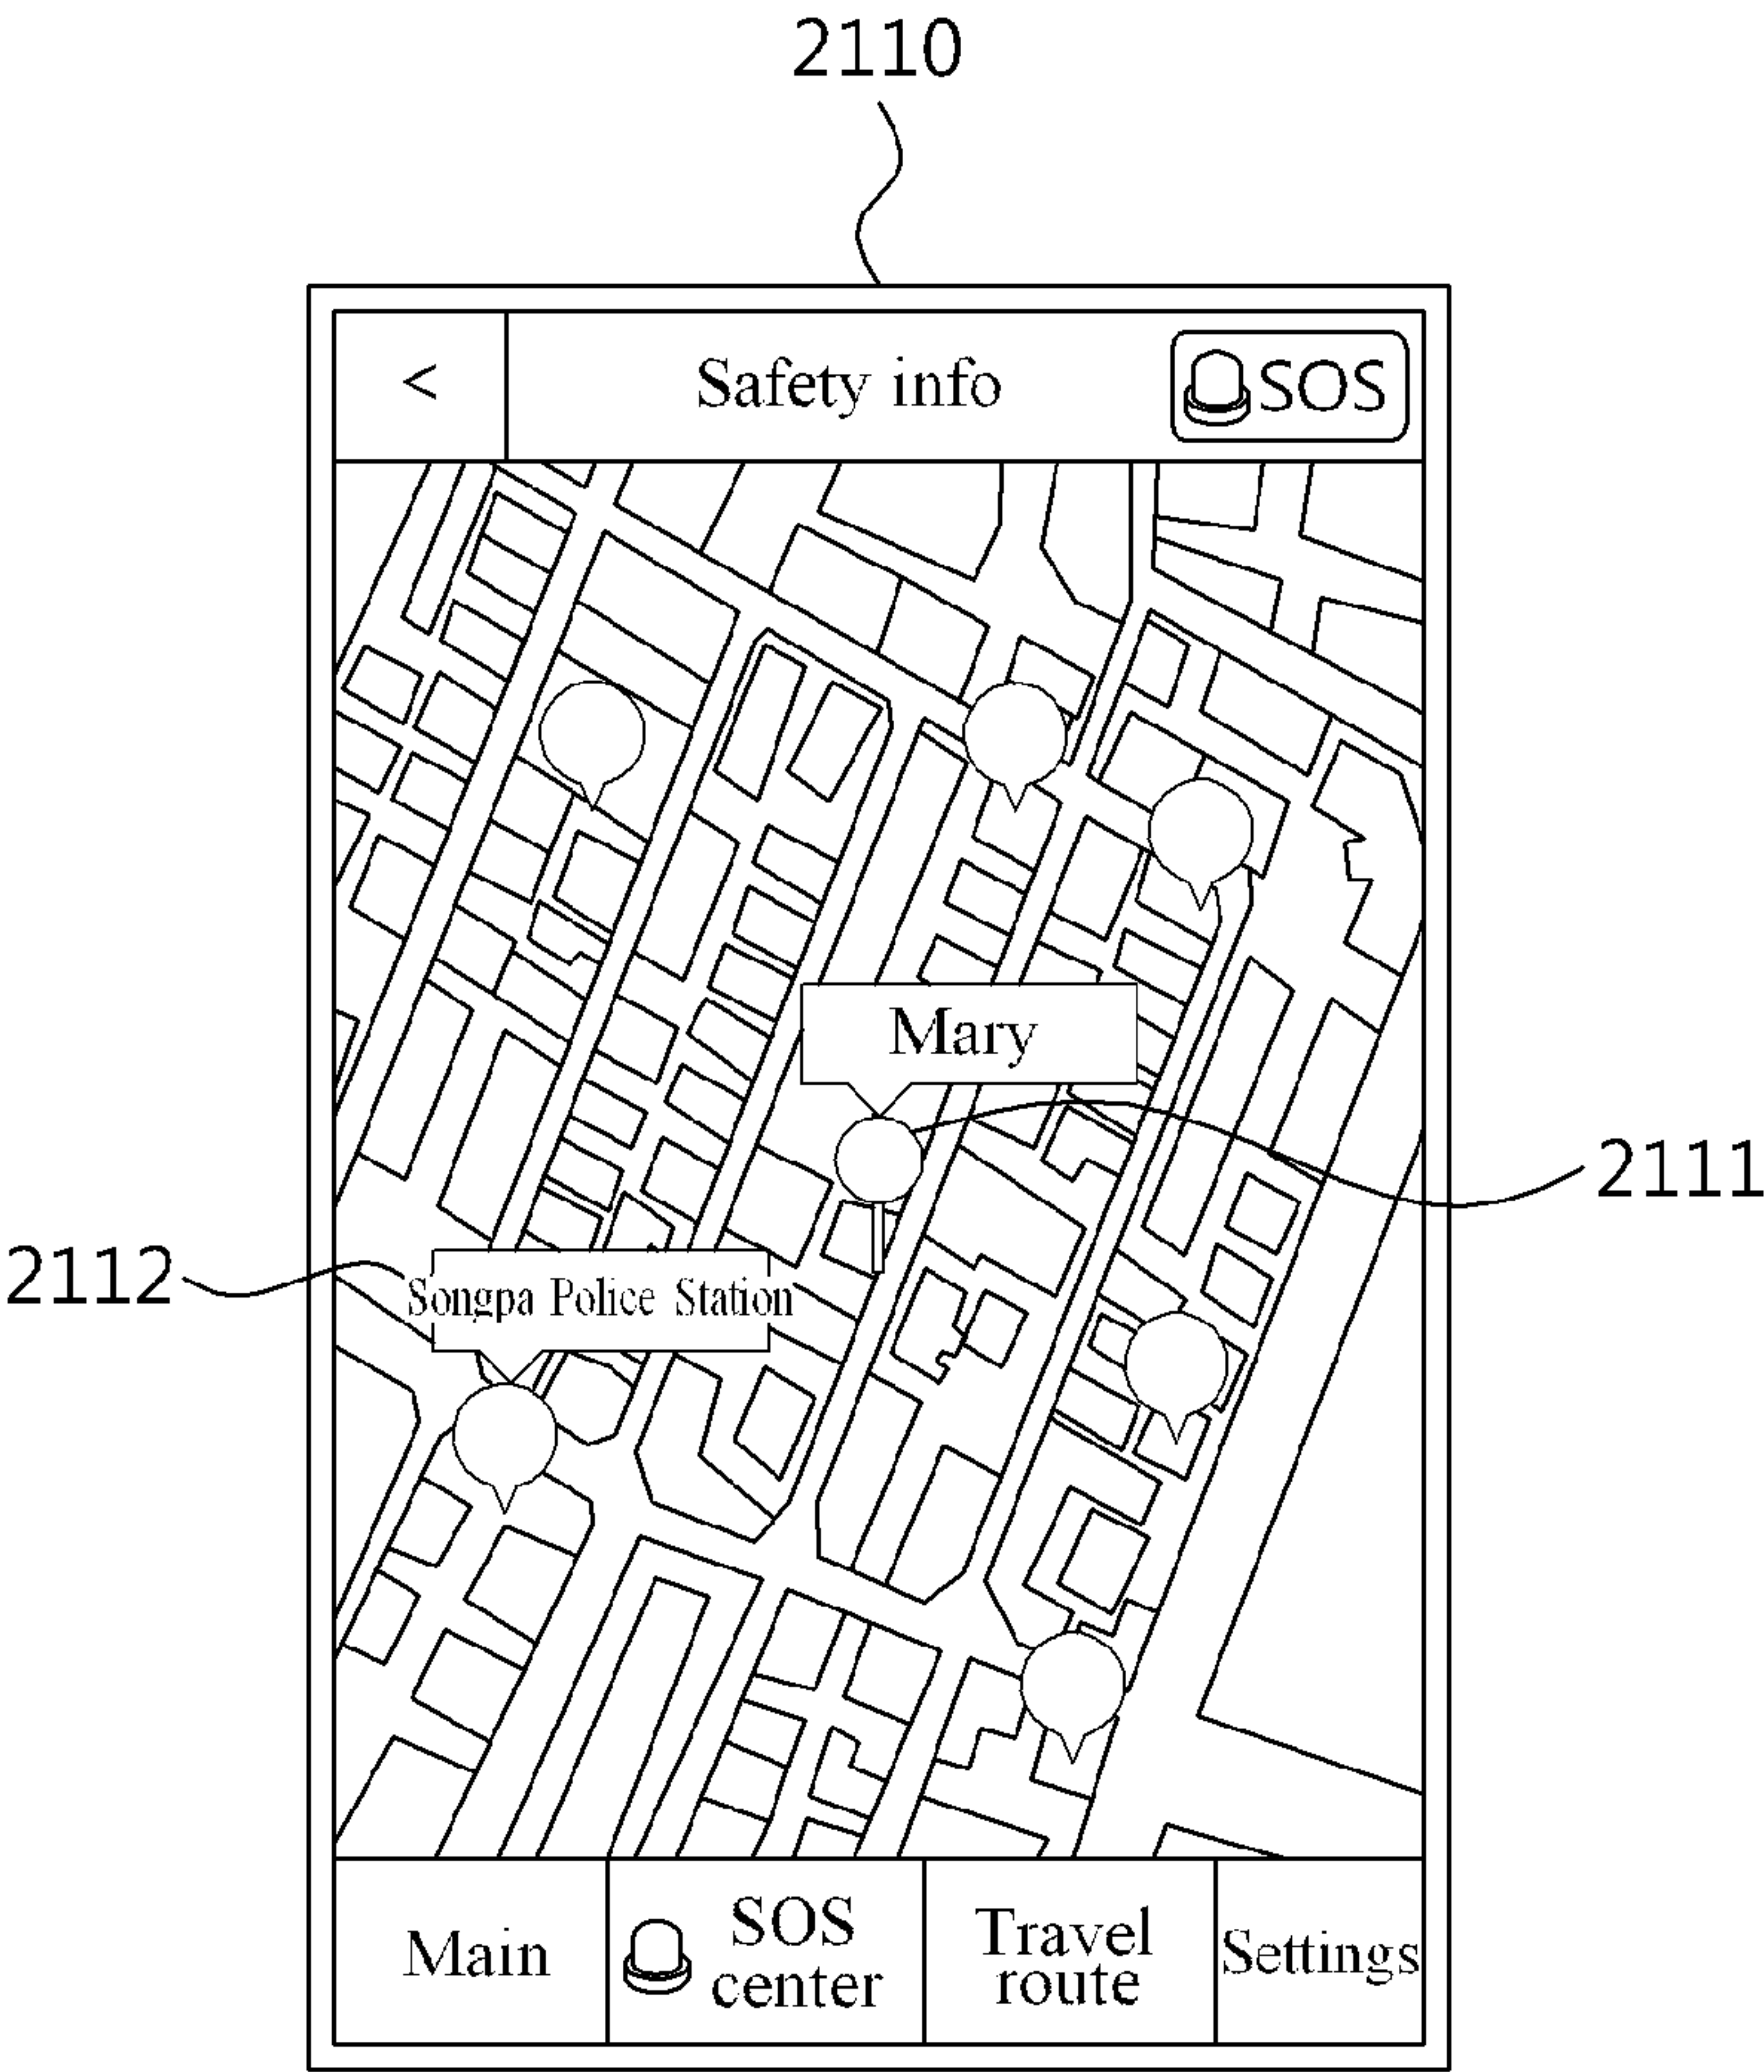 2110
< Safety info SOS
Mary
2111
2112
Songpa Police Station
Main
SOS
center
Travel
route
Settings